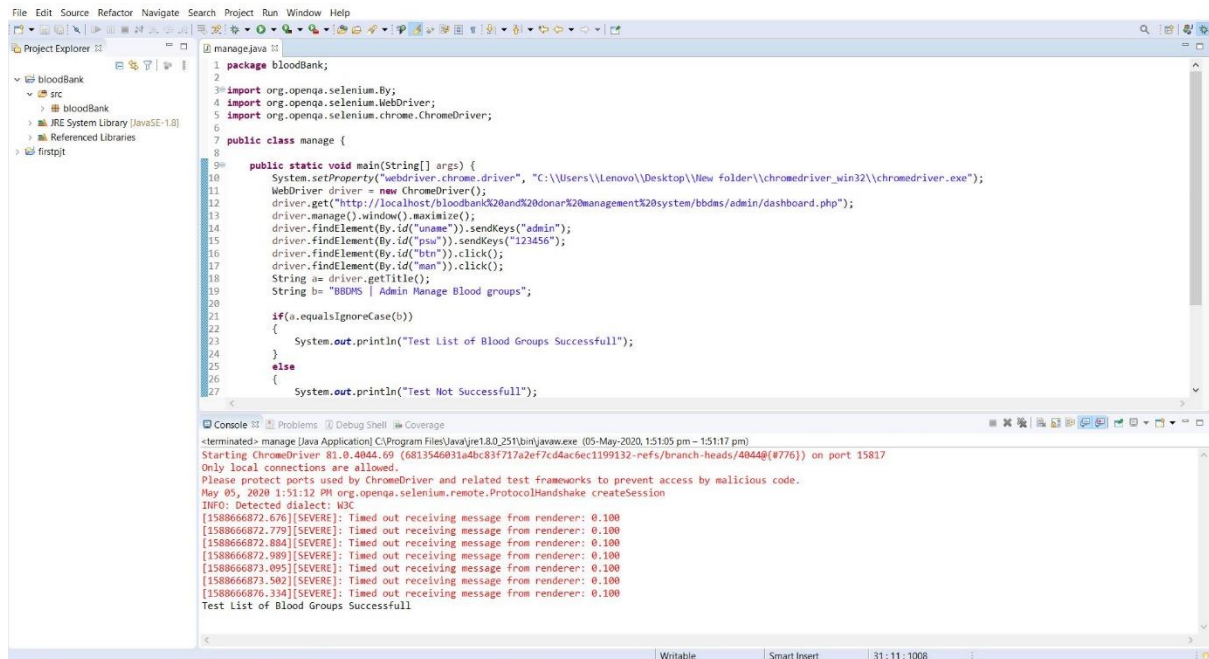 File Edit Source Refactor Navigate Search Project Run Window Help
Project Explorer
bloodBank
src
bloodBank
JRE System Library [JavaSE-1.8]
Referenced Libraries
firstpjt
manage.java
1 package bloodBank;
2
3 import org.openqa.selenium.By;
4 import org.openqa.selenium.WebDriver;
5 import org.openqa.selenium.chrome.ChromeDriver;
6
7 public class manage {
8
9 public static void main(String[] args) {
10 System.setProperty("webdriver.chrome.driver", "C:\\Users\\Lenovo\\Desktop\\New folder\\chromedriver_win32\\chromedriver.exe");
11 WebDriver driver = new ChromeDriver();
12 driver.get("http://localhost/bloodbank%20and%20donar%20management%20system/bbdms/admin/dashboard.php");
13 driver.manage().window().maximize();
14 driver.findElement(By.id("uname")).sendKeys("admin");
15 driver.findElement(By.id("psw")).sendKeys("123456");
16 driver.findElement(By.id("btn")).click();
17 driver.findElement(By.id("man")).click();
18 String a= driver.getTitle();
19 String b= "BBDMS | Admin Manage Blood groups";
20
21 if(a.equalsIgnoreCase(b))
22 {
23 System.out.println("Test List of Blood Groups Successfull");
24 }
25 else
26 {
27 System.out.println("Test Not Successfull");
Console Problems Debug Shell Coverage
<terminated> manage [Java Application] C:\Program Files\Java\jre1.8.0_251\bin\javaw.exe (05-May-2020, 1:51:05 pm – 1:51:17 pm)
Starting ChromeDriver 81.0.4044.69 (6813546031a4bc83f717a2ef7cd4ac6ec1199132-refs/branch-heads/4044@{#776}) on port 15817
Only local connections are allowed.
Please protect ports used by ChromeDriver and related test frameworks to prevent access by malicious code.
May 05, 2020 1:51:12 PM org.openqa.selenium.remote.ProtocolHandshake createSession
INFO: Detected dialect: W3C
[1588666872.676][SEVERE]: Timed out receiving message from renderer: 0.100
[1588666872.779][SEVERE]: Timed out receiving message from renderer: 0.100
[1588666872.884][SEVERE]: Timed out receiving message from renderer: 0.100
[1588666872.989][SEVERE]: Timed out receiving message from renderer: 0.100
[1588666873.095][SEVERE]: Timed out receiving message from renderer: 0.100
[1588666873.502][SEVERE]: Timed out receiving message from renderer: 0.100
[1588666876.334][SEVERE]: Timed out receiving message from renderer: 0.100
Test List of Blood Groups Successfull
Writable Smart Insert 31 : 11 : 1008